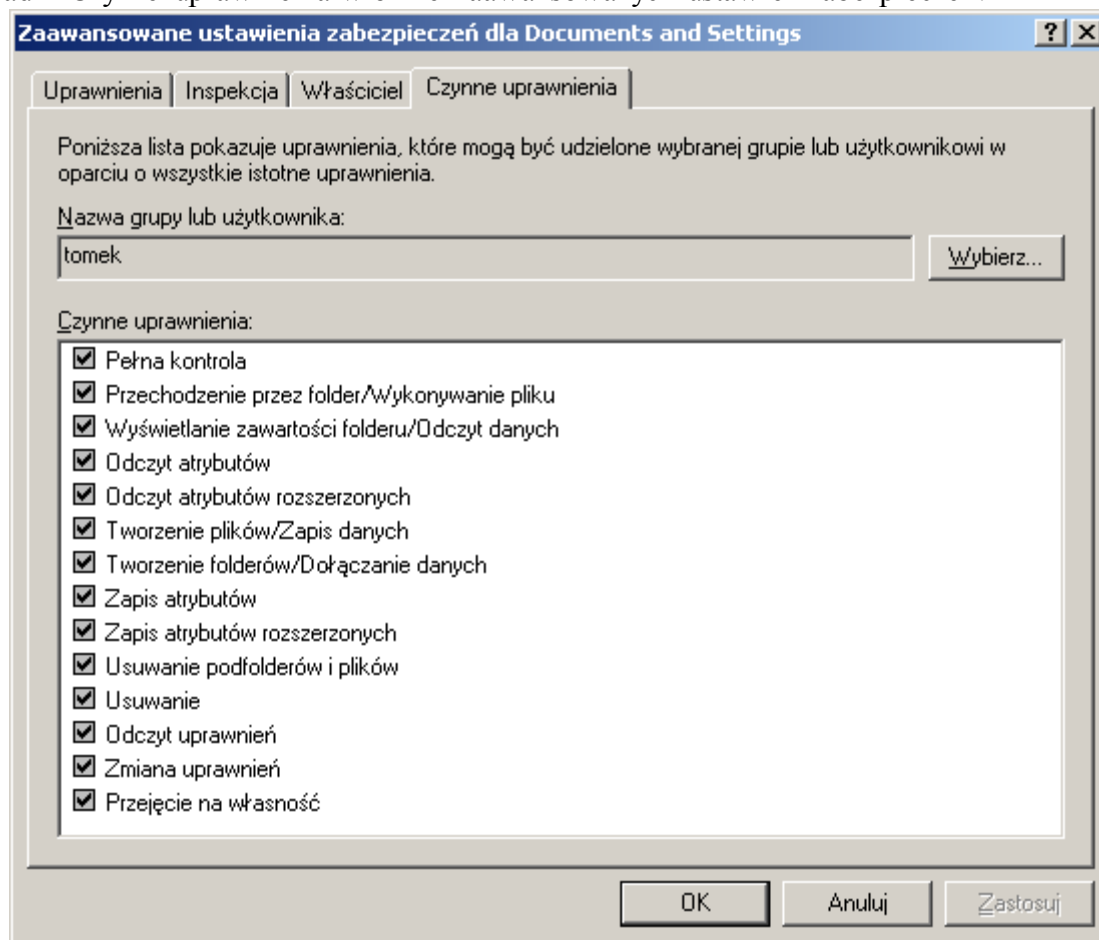 Zaawansowane ustawienia zabezpieczeń dla Documents and Settings
Uprawnienia Inspekcja Właściciel Czynne uprawnienia
Poniższa lista pokazuje uprawnienia, które mogą być udzielone wybranej grupie lub użytkownikowi w
oparciu o wszystkie istotne uprawnienia.
Nazwa grupy lub użytkownika:
tomek Wybierz...
Czynne uprawnienia:
Pełna kontrola
Przechodzenie przez folder/Wykonywanie pliku
Wyświetlanie zawartości folderu/Odczyt danych
Odczyt atrybutów
Odczyt atrybutów rozszerzonych
Tworzenie plików/Zapis danych
Tworzenie folderów/Dołączanie danych
Zapis atrybutów
Zapis atrybutów rozszerzonych
Usuwanie podfolderów i plików
Usuwanie
Odczyt uprawnień
Zmiana uprawnień
Przejęcie na własność
OK Anuluj Zastosuj